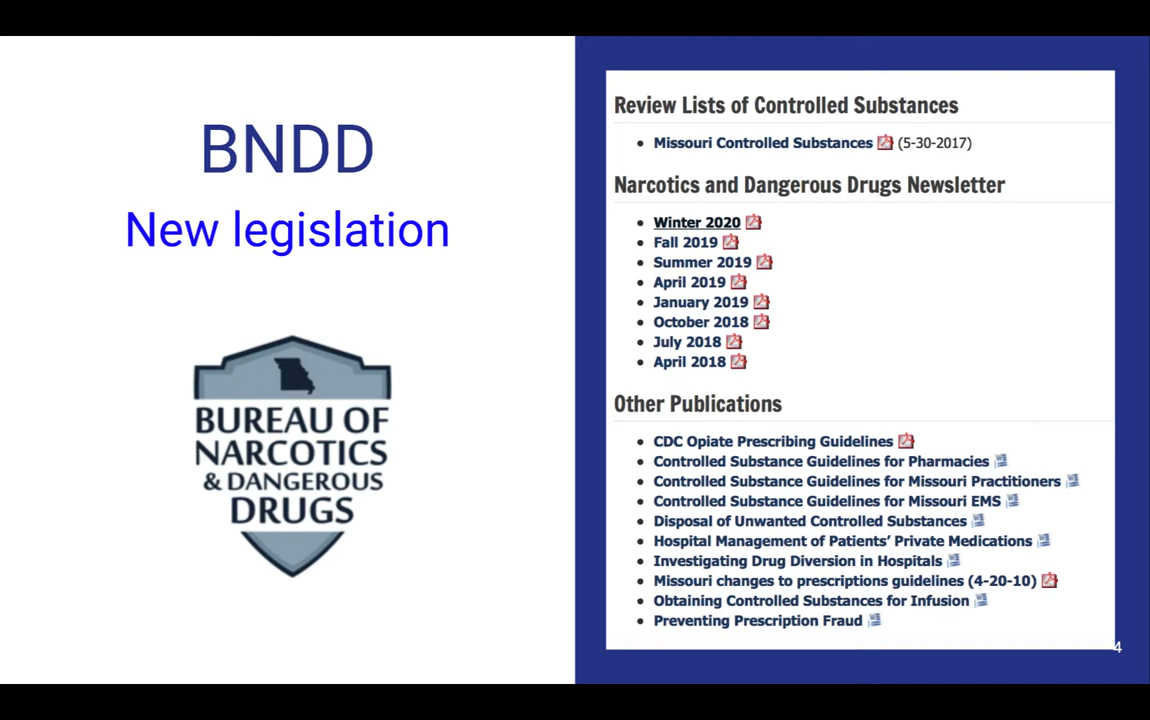 BNDD
New legislation
BUREAU OF
NARCOTICS
& DANGEROUS
DRUGS
Review Lists of Controlled Substances
Missouri Controlled Substances (5-30-2017)
Narcotics and Dangerous Drugs Newsletter
Winter 2020
Fall 2019
Summer 2019
April 2019
January 2019
October 2018
July 2018
April 2018
Other Publications
CDC Opiate Prescribing Guidelines
Controlled Substance Guidelines for Pharmacies
Controlled Substance Guidelines for Missouri Practitioners
Controlled Substance Guidelines for Missouri EMS
Disposal of Unwanted Controlled Substances
Hospital Management of Patients’ Private Medications
Investigating Drug Diversion in Hospitals
Missouri changes to prescriptions guidelines (4-20-10)
Obtaining Controlled Substances for Infusion
Preventing Prescription Fraud
4